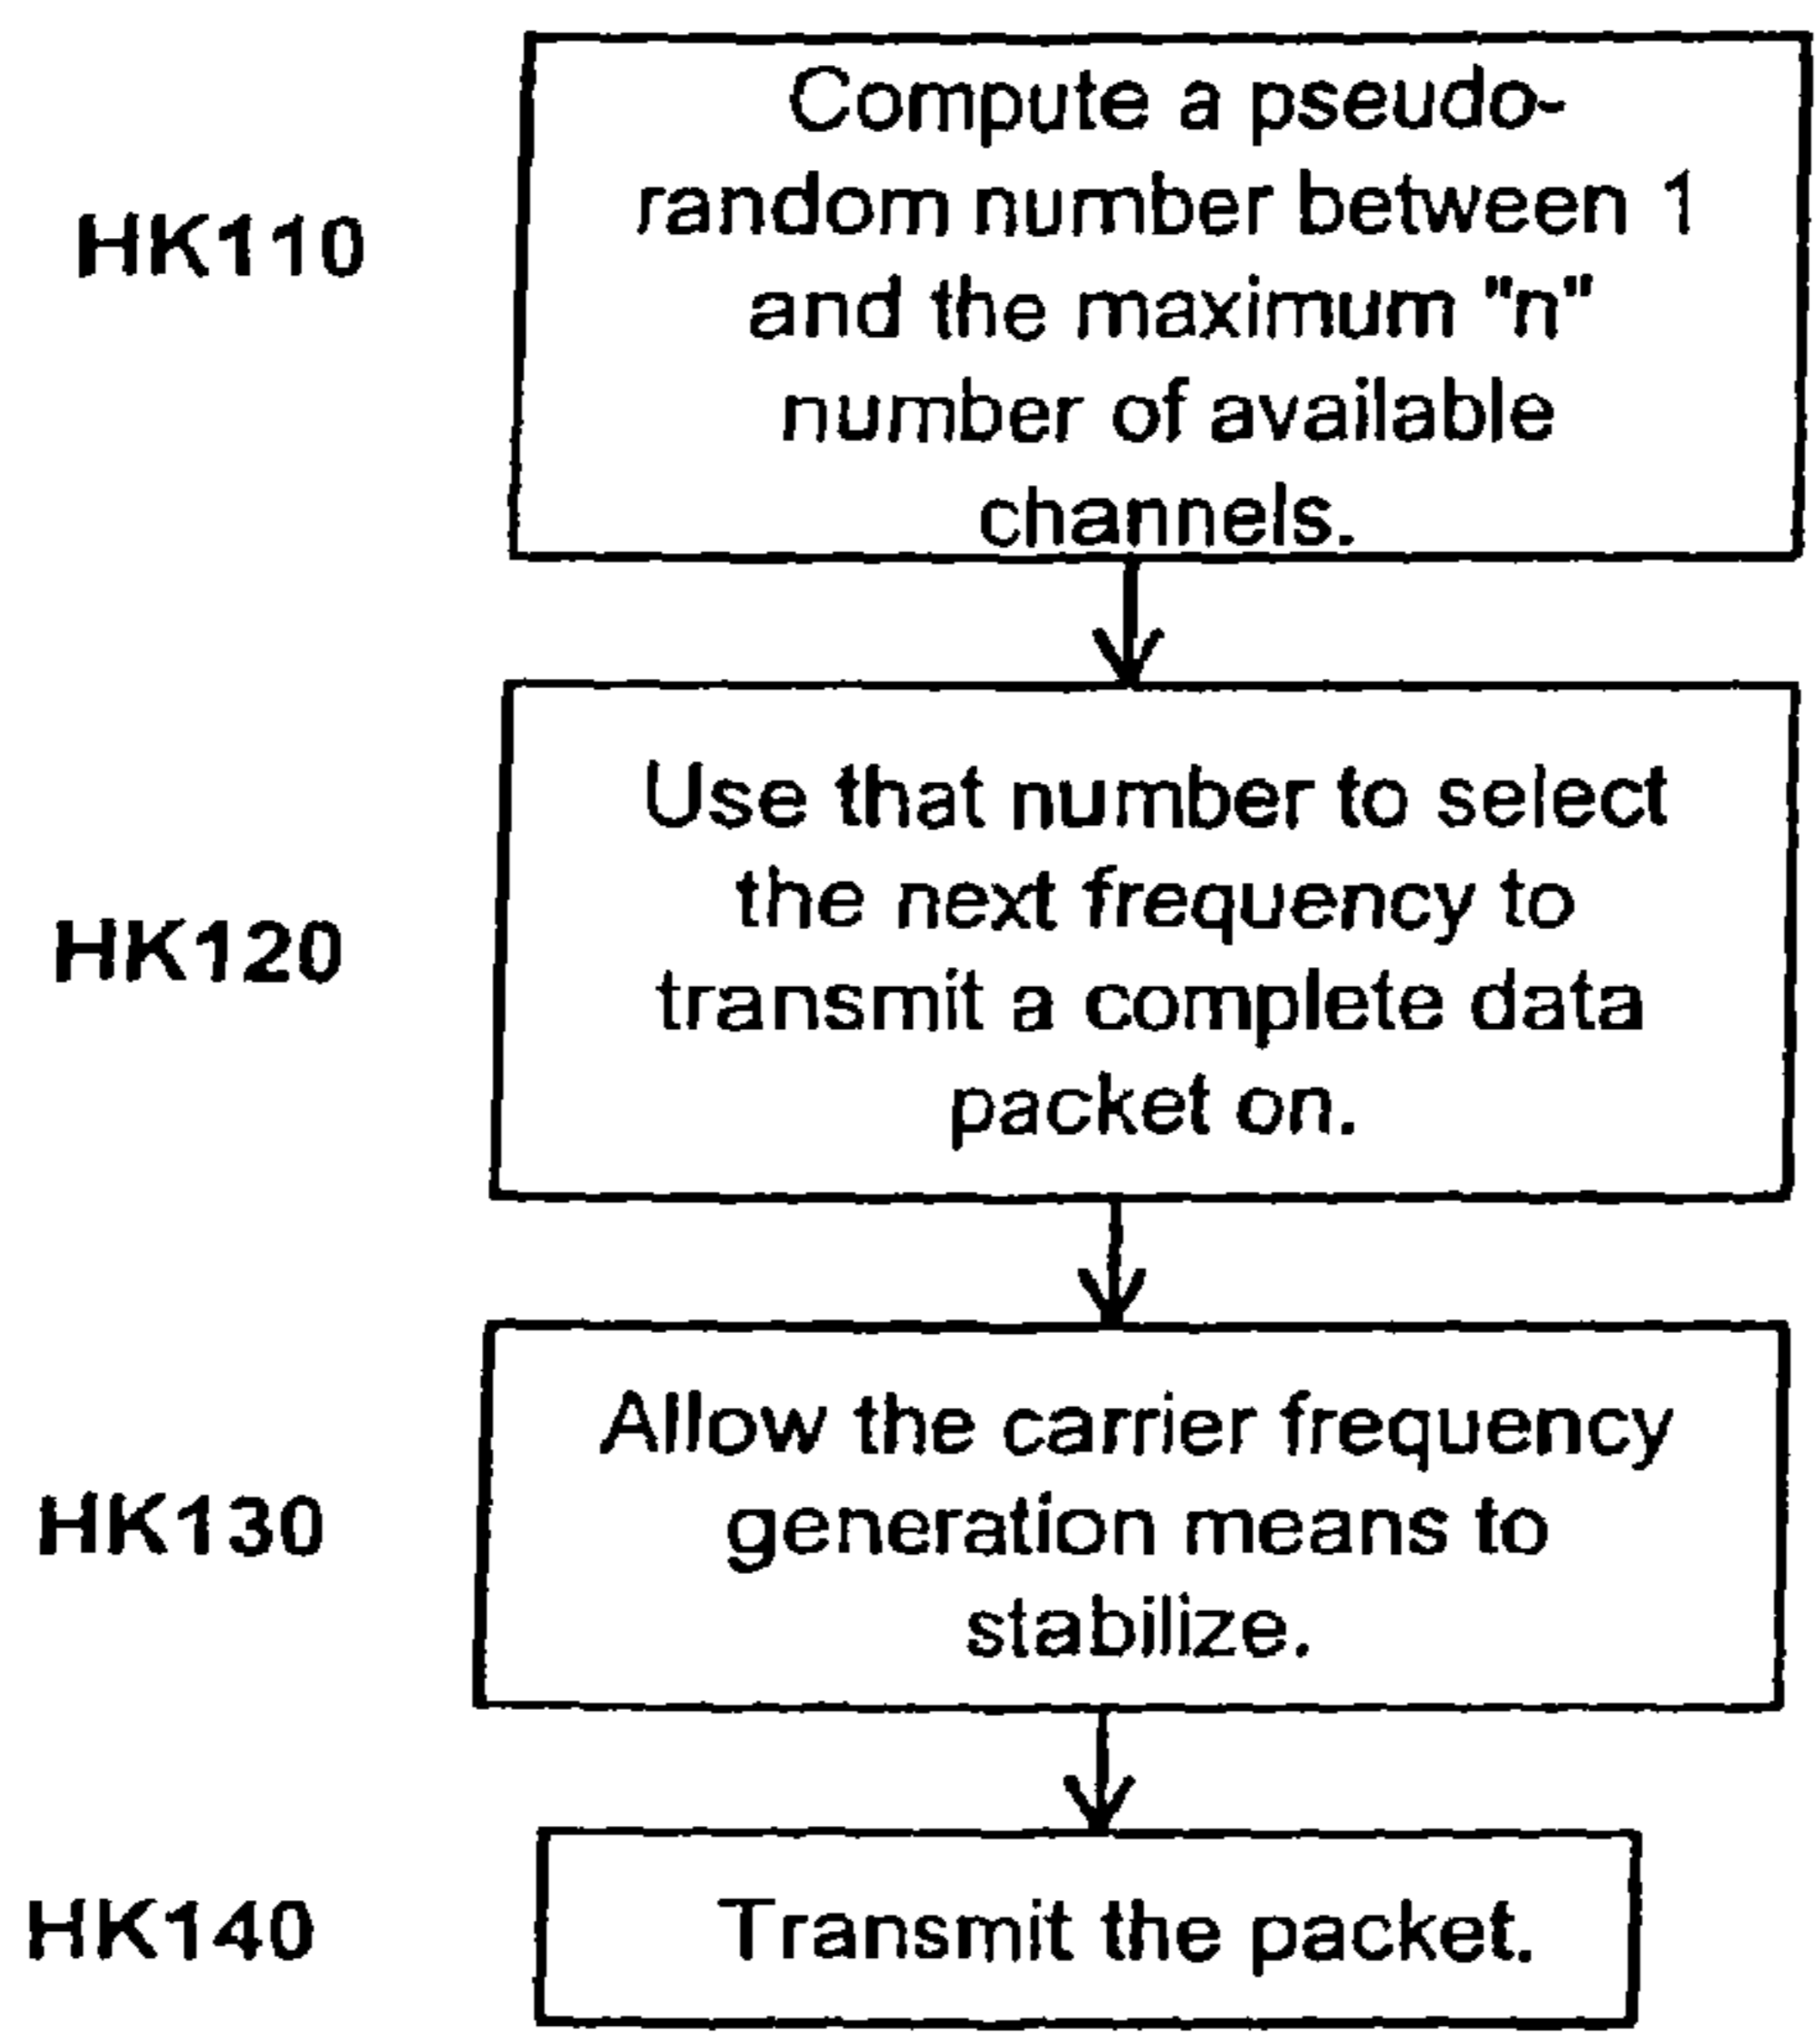 HK110
Compute a pseudo-
random number between 1
and the maximum "n"
number of available
channels.
HK120
Use that number to select
the next frequency to
transmit a complete data
packet on.
HK130
Allow the carrier frequency
generation means to
stabilize.
HK140
Transmit the packet.